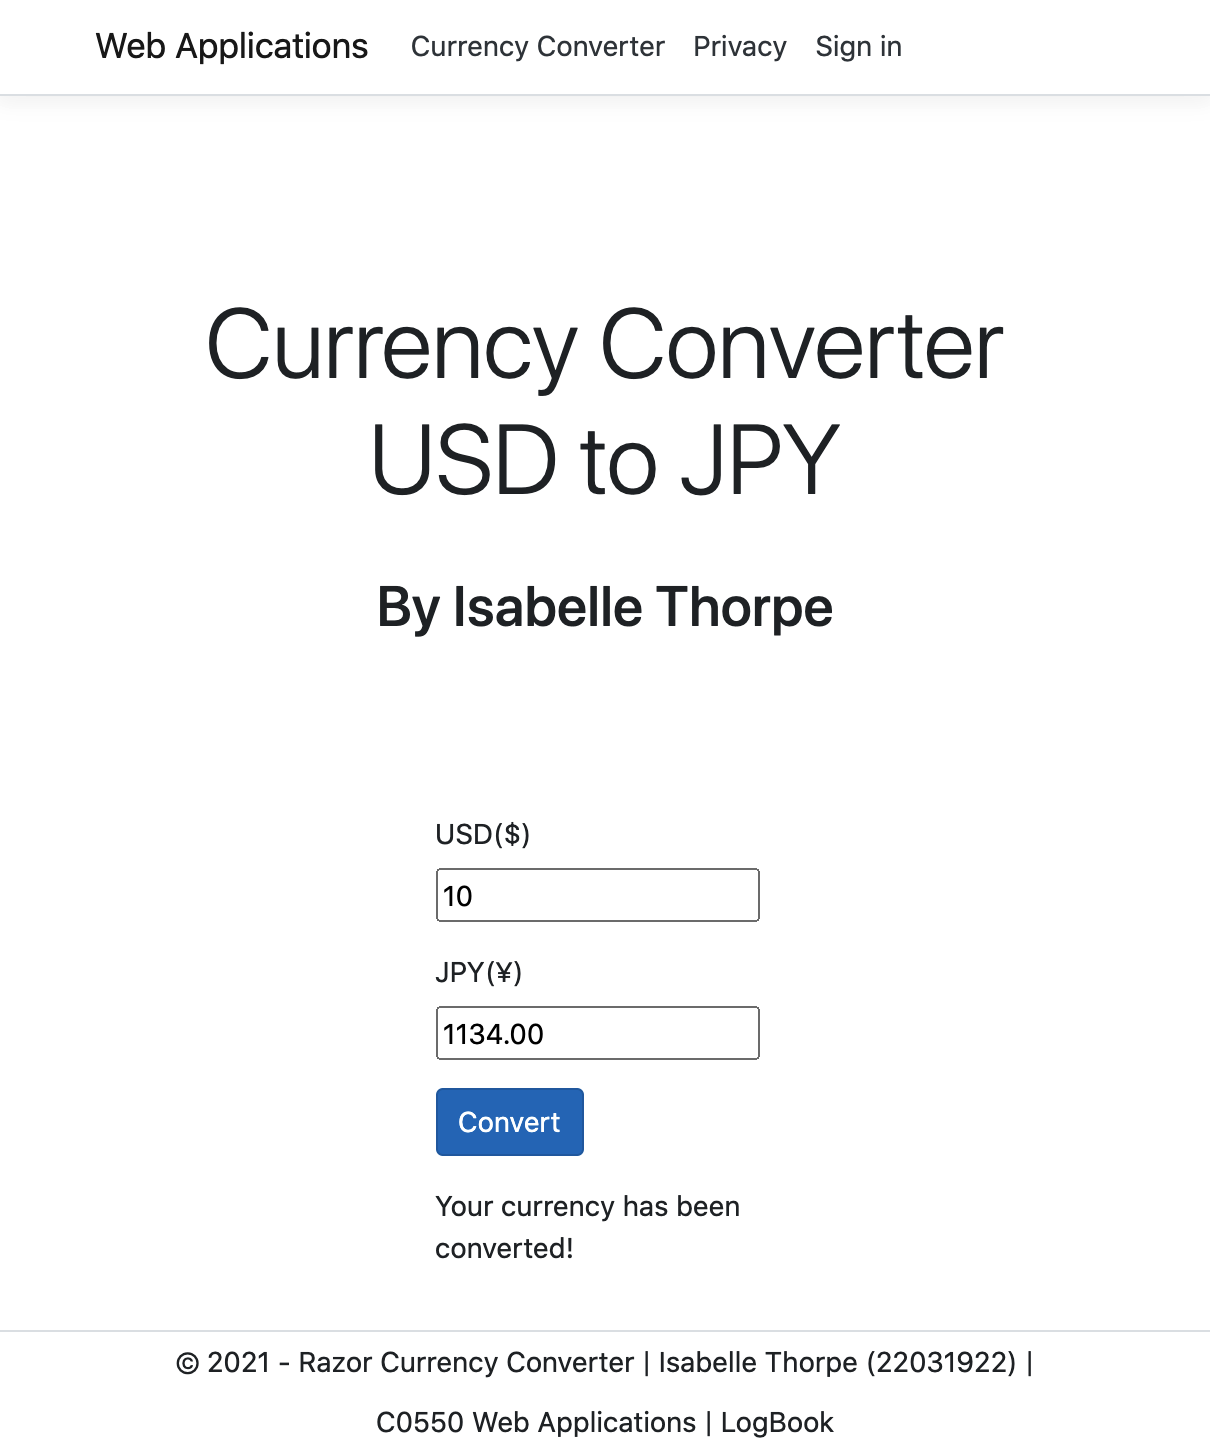 Web Applications Currency Converter Privacy Sign in
Currency Converter
USD to JPY
By Isabelle Thorpe
USD($)
10
JPY(¥)
1134.00
Convert
Your currency has been
converted!
© 2021 - Razor Currency Converter | Isabelle Thorpe (22031922) |
C0550 Web Applications | LogBook